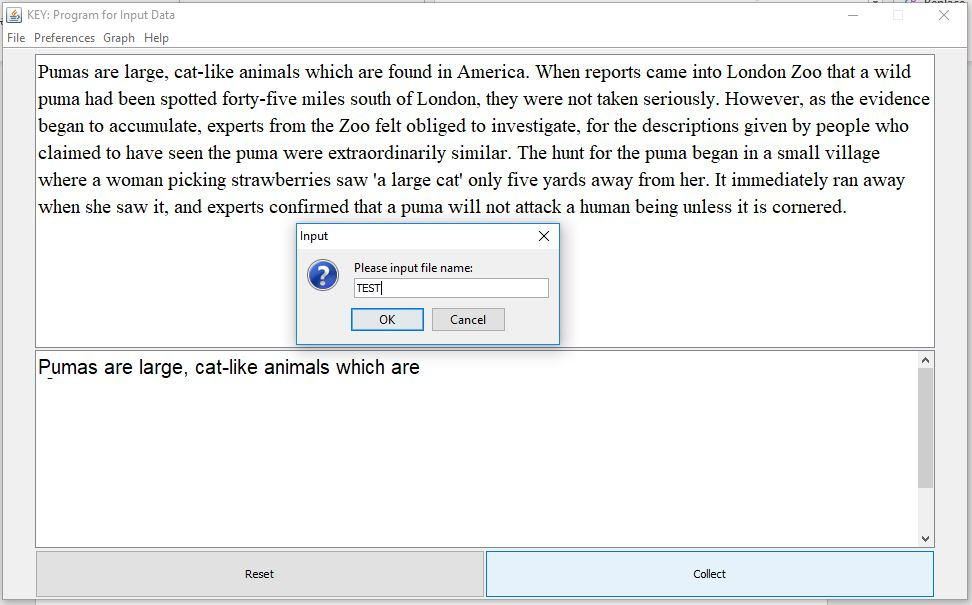 KEY: Program for Input Data
File Preferences Graph Help
Pumas are large, cat-like animals which are found in America. When reports came into London Zoo that a wild
puma had been spotted forty-five miles south of London, they were not taken seriously. However, as the evidence
began to accumulate, experts from the Zoo felt obliged to investigate, for the descriptions given by people who
claimed to have seen the puma were extraordinarily similar. The hunt for the puma began in a small village
where a woman picking strawberries saw 'a large cat' only five yards away from her. It immediately ran away
when she saw it, and experts confirmed that a puma will not attack a human being unless it is cornered.
Input
Please input file name:
TEST
OK Cancel
Pumas are large, cat-like animals which are
Reset Collect